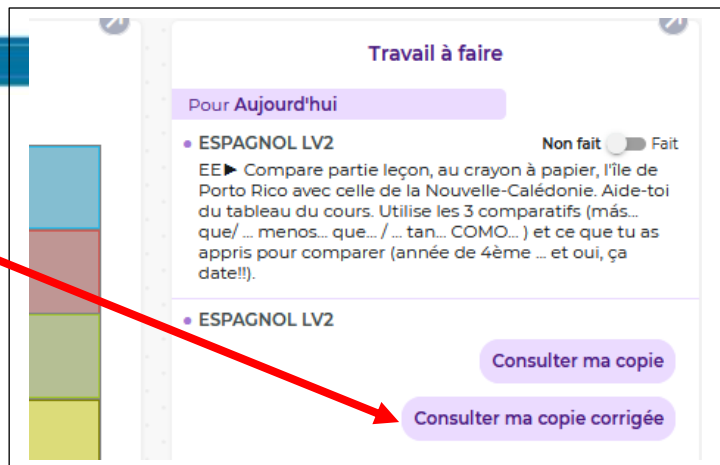 Travail à faire
Pour Aujourd'hui
• ESPAGNOL LV2 Non fait Fait
EE► Compare partie leçon, au crayon à papier, l'île de
Porto Rico avec celle de la Nouvelle-Calédonie. Aide-toi
du tableau du cours. Utilise les 3 comparatifs (más...
que/ ... menos... que... / ... tan... COMO... ) et ce que tu as
appris pour comparer (année de 4ème ... et oui, ça
date!!).
• ESPAGNOL LV2
Consulter ma copie
Consulter ma copie corrigée